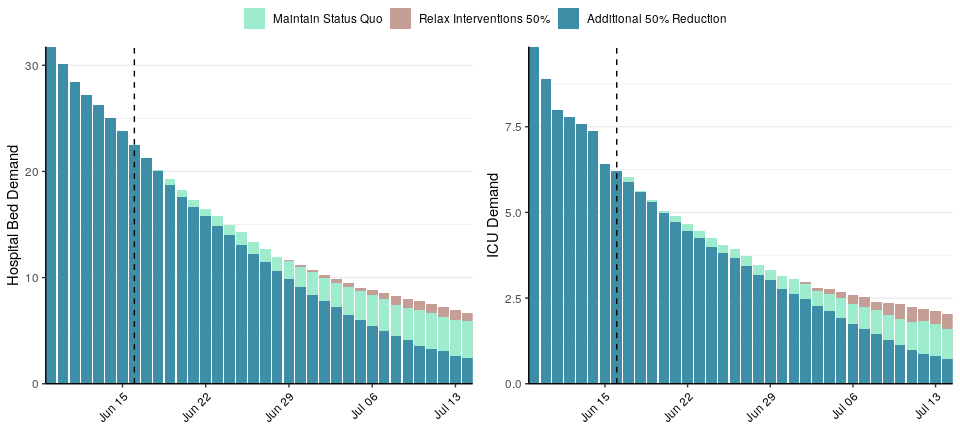 Maintain Status Quo Relax Interventions 50% Additional 50% Reduction
Hospital Bed Demand
30
20
10
0
Jun 15 Jun 22 Jun 29 Jul 06 Jul 13
ICU Demand
7.5
5.0
2.5
0.0
Jun 15 Jun 22 Jun 29 Jul 06 Jul 13